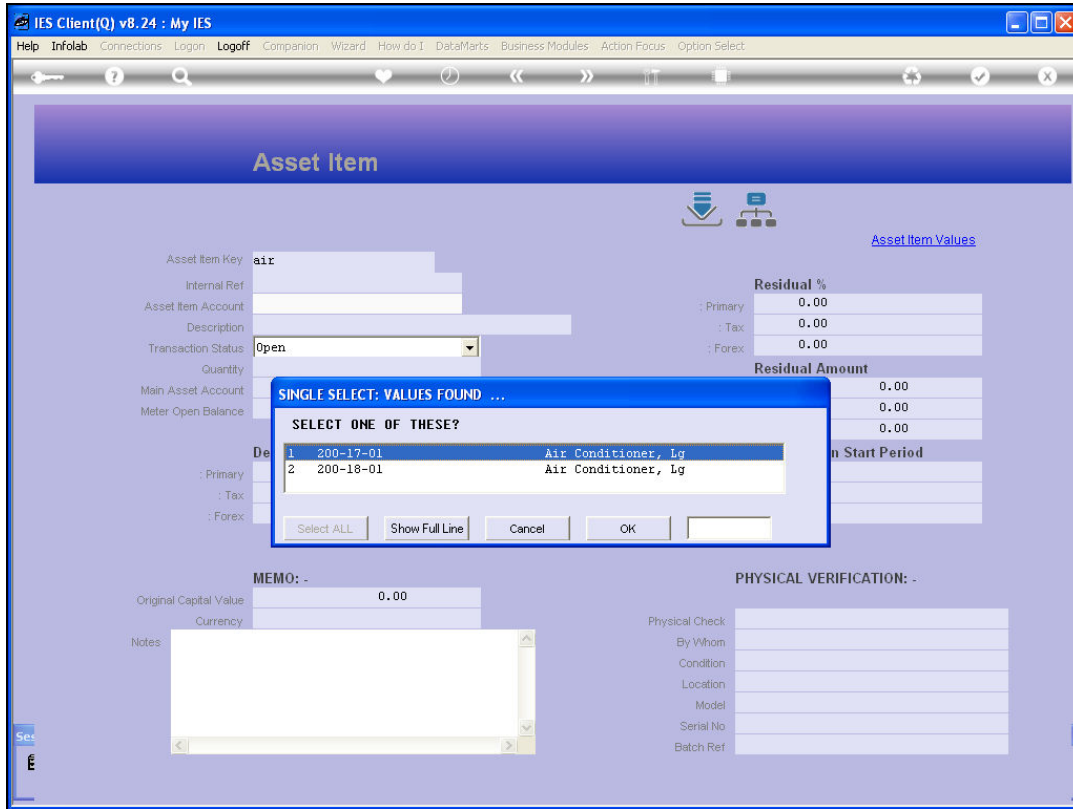 IES Client(Q) v8.24 : My IES
Help Infolab Connections Logon Logoff Companion Wizard How do I DataMarts Business Modules Action Focus Option Select
Asset Item
Asset Item Values
Asset Item Key air
Internal Ref
Residual %
Asset Item Account
: Primary 0.00
Description
: Tax 0.00
Transaction Status Open
: Forex 0.00
Quantity
Residual Amount
Main Asset Account
0.00
Meter Open Balance
0.00
0.00
SINGLE SELECT: VALUES FOUND ...
SELECT ONE OF THESE?
1 200-17-01 Air Conditioner, Lg
2 200-18-01 Air Conditioner, Lg
Select ALL Show Full Line Cancel OK
De
n Start Period
: Primary
: Tax
: Forex
MEMO: -
PHYSICAL VERIFICATION: -
Original Capital Value 0.00
Currency
Physical Check
Notes
By Whom
Condition
Location
Model
Serial No
Batch Ref
Ses